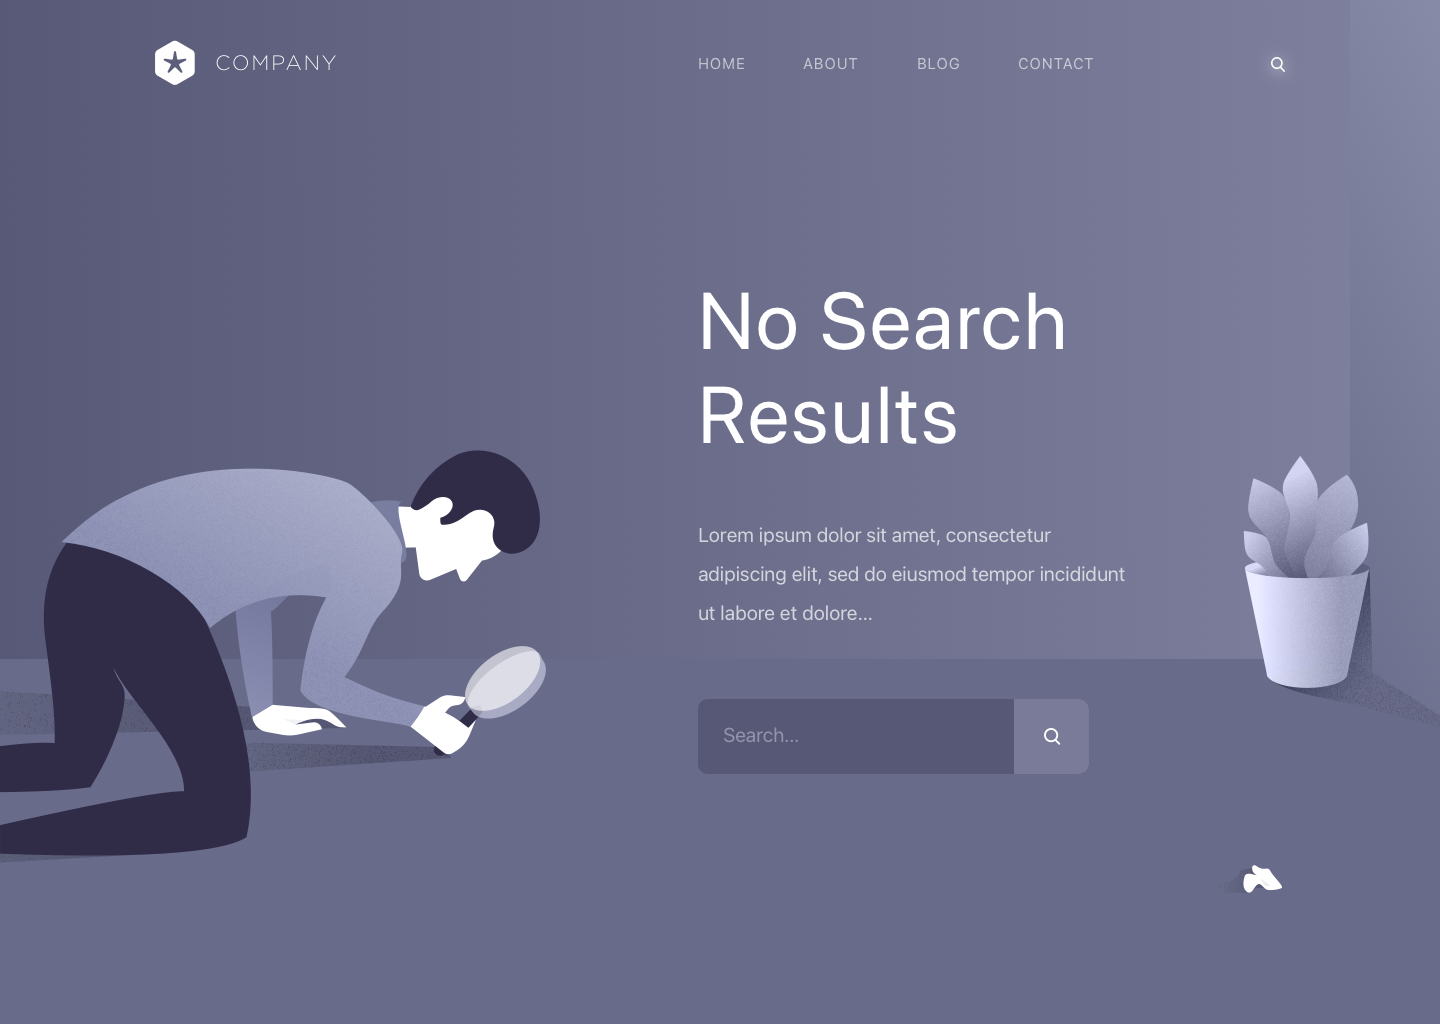 COMPANY
HOME ABOUT BLOG CONTACT
No Search
Results
Lorem ipsum dolor sit amet, consectetur
adipiscing elit, sed do eiusmod tempor incididunt
ut labore et dolore...
Search...